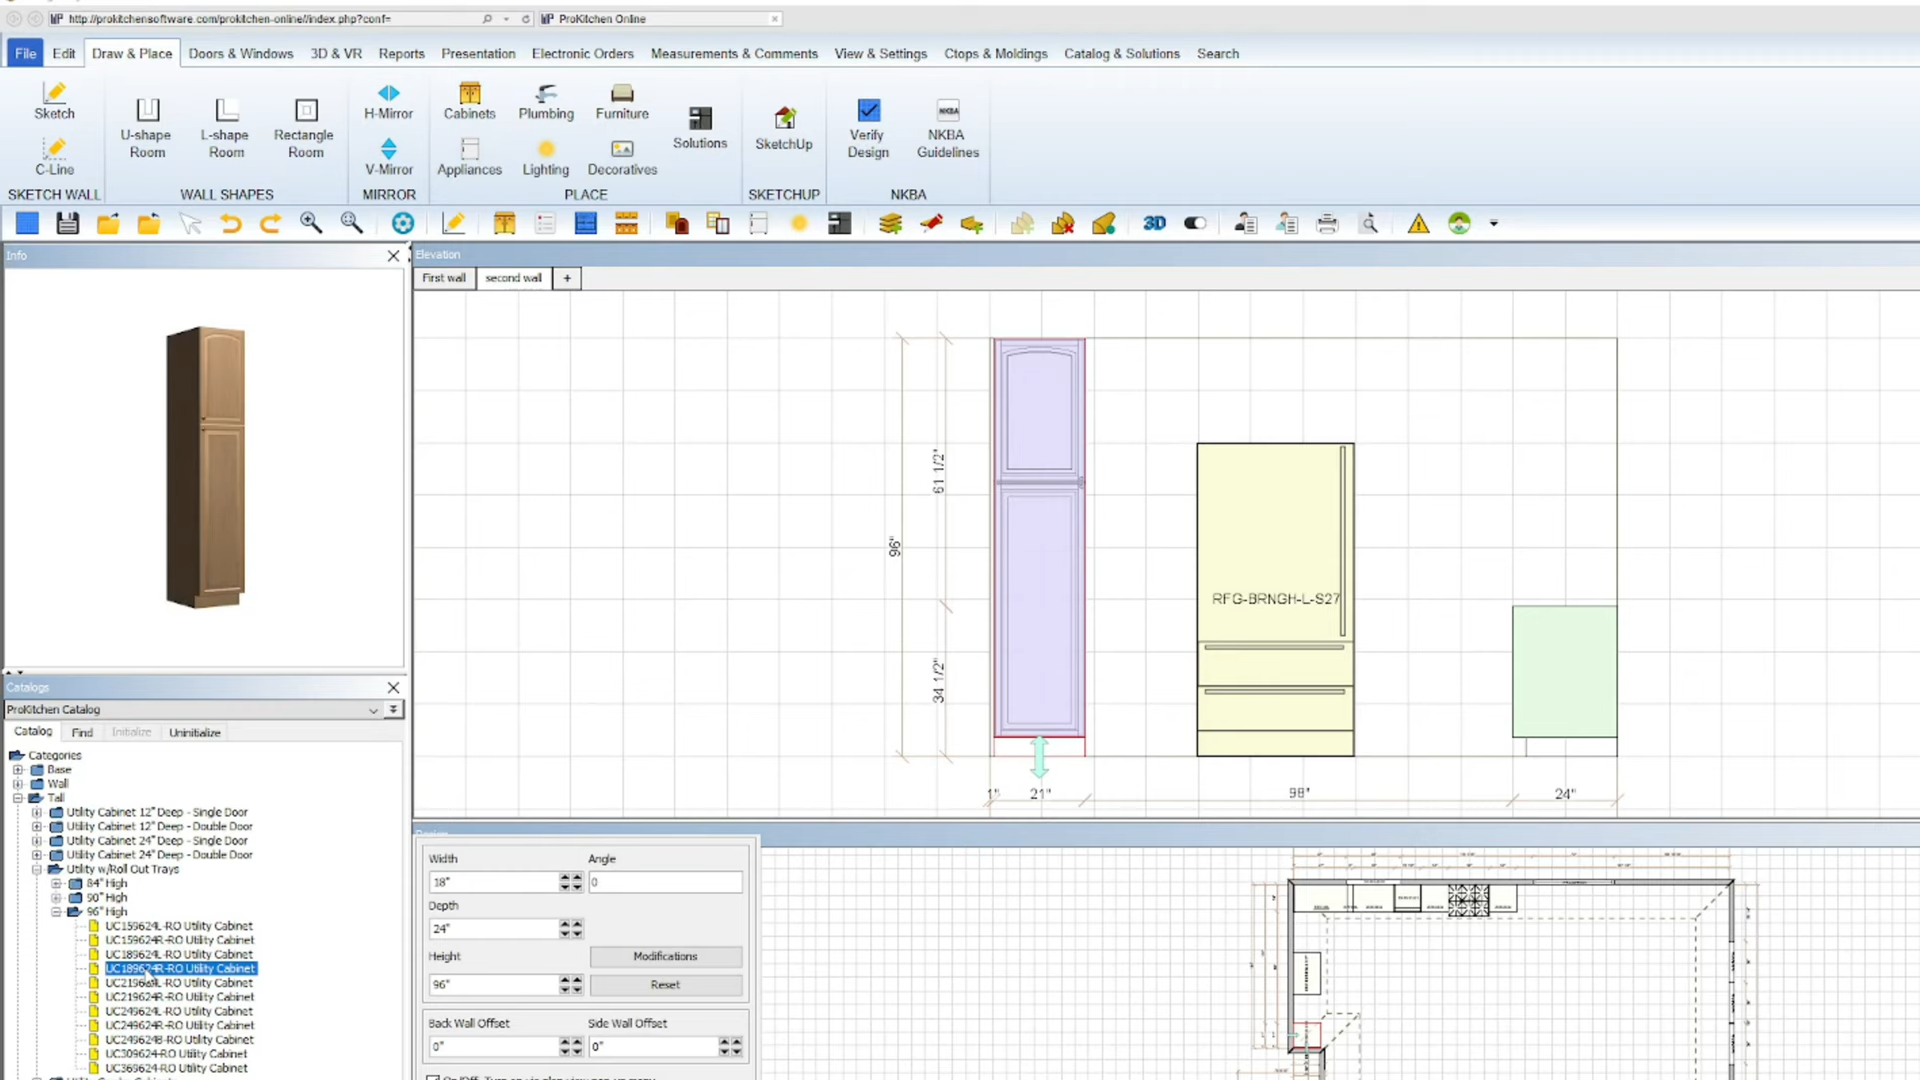 http://prokitchensoftware.com/prokitchen-online//index.php?conf=
ProKitchen Online
File Edit Draw & Place Doors & Windows 3D & VR Reports Presentation Electronic Orders Measurements & Comments View & Settings Ctops & Moldings Catalog & Solutions Search
Sketch
C-Line
SKETCH WALL
U-shape Room
L-shape Room
Rectangle Room
WALL SHAPES
H-Mirror
V-Mirror
MIRROR
Cabinets
Plumbing
Furniture
Appliances
Lighting
Decoratives
Solutions
PLACE
SketchUp
SKETCHUP
Verify Design
NKBA
NKBA Guidelines
NKBA
3D
Info
Elevation
First wall
second wall
+
96"
61 1/2"
34 1/2"
RFG-BRNGH-L-S27
1"
21"
98"
24"
Catalogs
ProKitchen Catalog
Catalog
Find
Initialize
Uninitialize
Categories
Base
Wall
Tall
Utility Cabinet 12" Deep - Single Door
Utility Cabinet 12" Deep - Double Door
Utility Cabinet 24" Deep - Single Door
Utility Cabinet 24" Deep - Double Door
Utility w/Roll Out Trays
84" High
90" High
96" High
UC159624L-RO Utility Cabinet
UC159624R-RO Utility Cabinet
UC189624L-RO Utility Cabinet
UC189624R-RO Utility Cabinet
UC219624L-RO Utility Cabinet
UC219624R-RO Utility Cabinet
UC249624L-RO Utility Cabinet
UC249624R-RO Utility Cabinet
UC249624B-RO Utility Cabinet
UC309624-RO Utility Cabinet
UC369624-RO Utility Cabinet
Width
Angle
18"
0
Depth
24"
Height
Modifications
96"
Reset
Back Wall Offset
Side Wall Offset
0"
0"